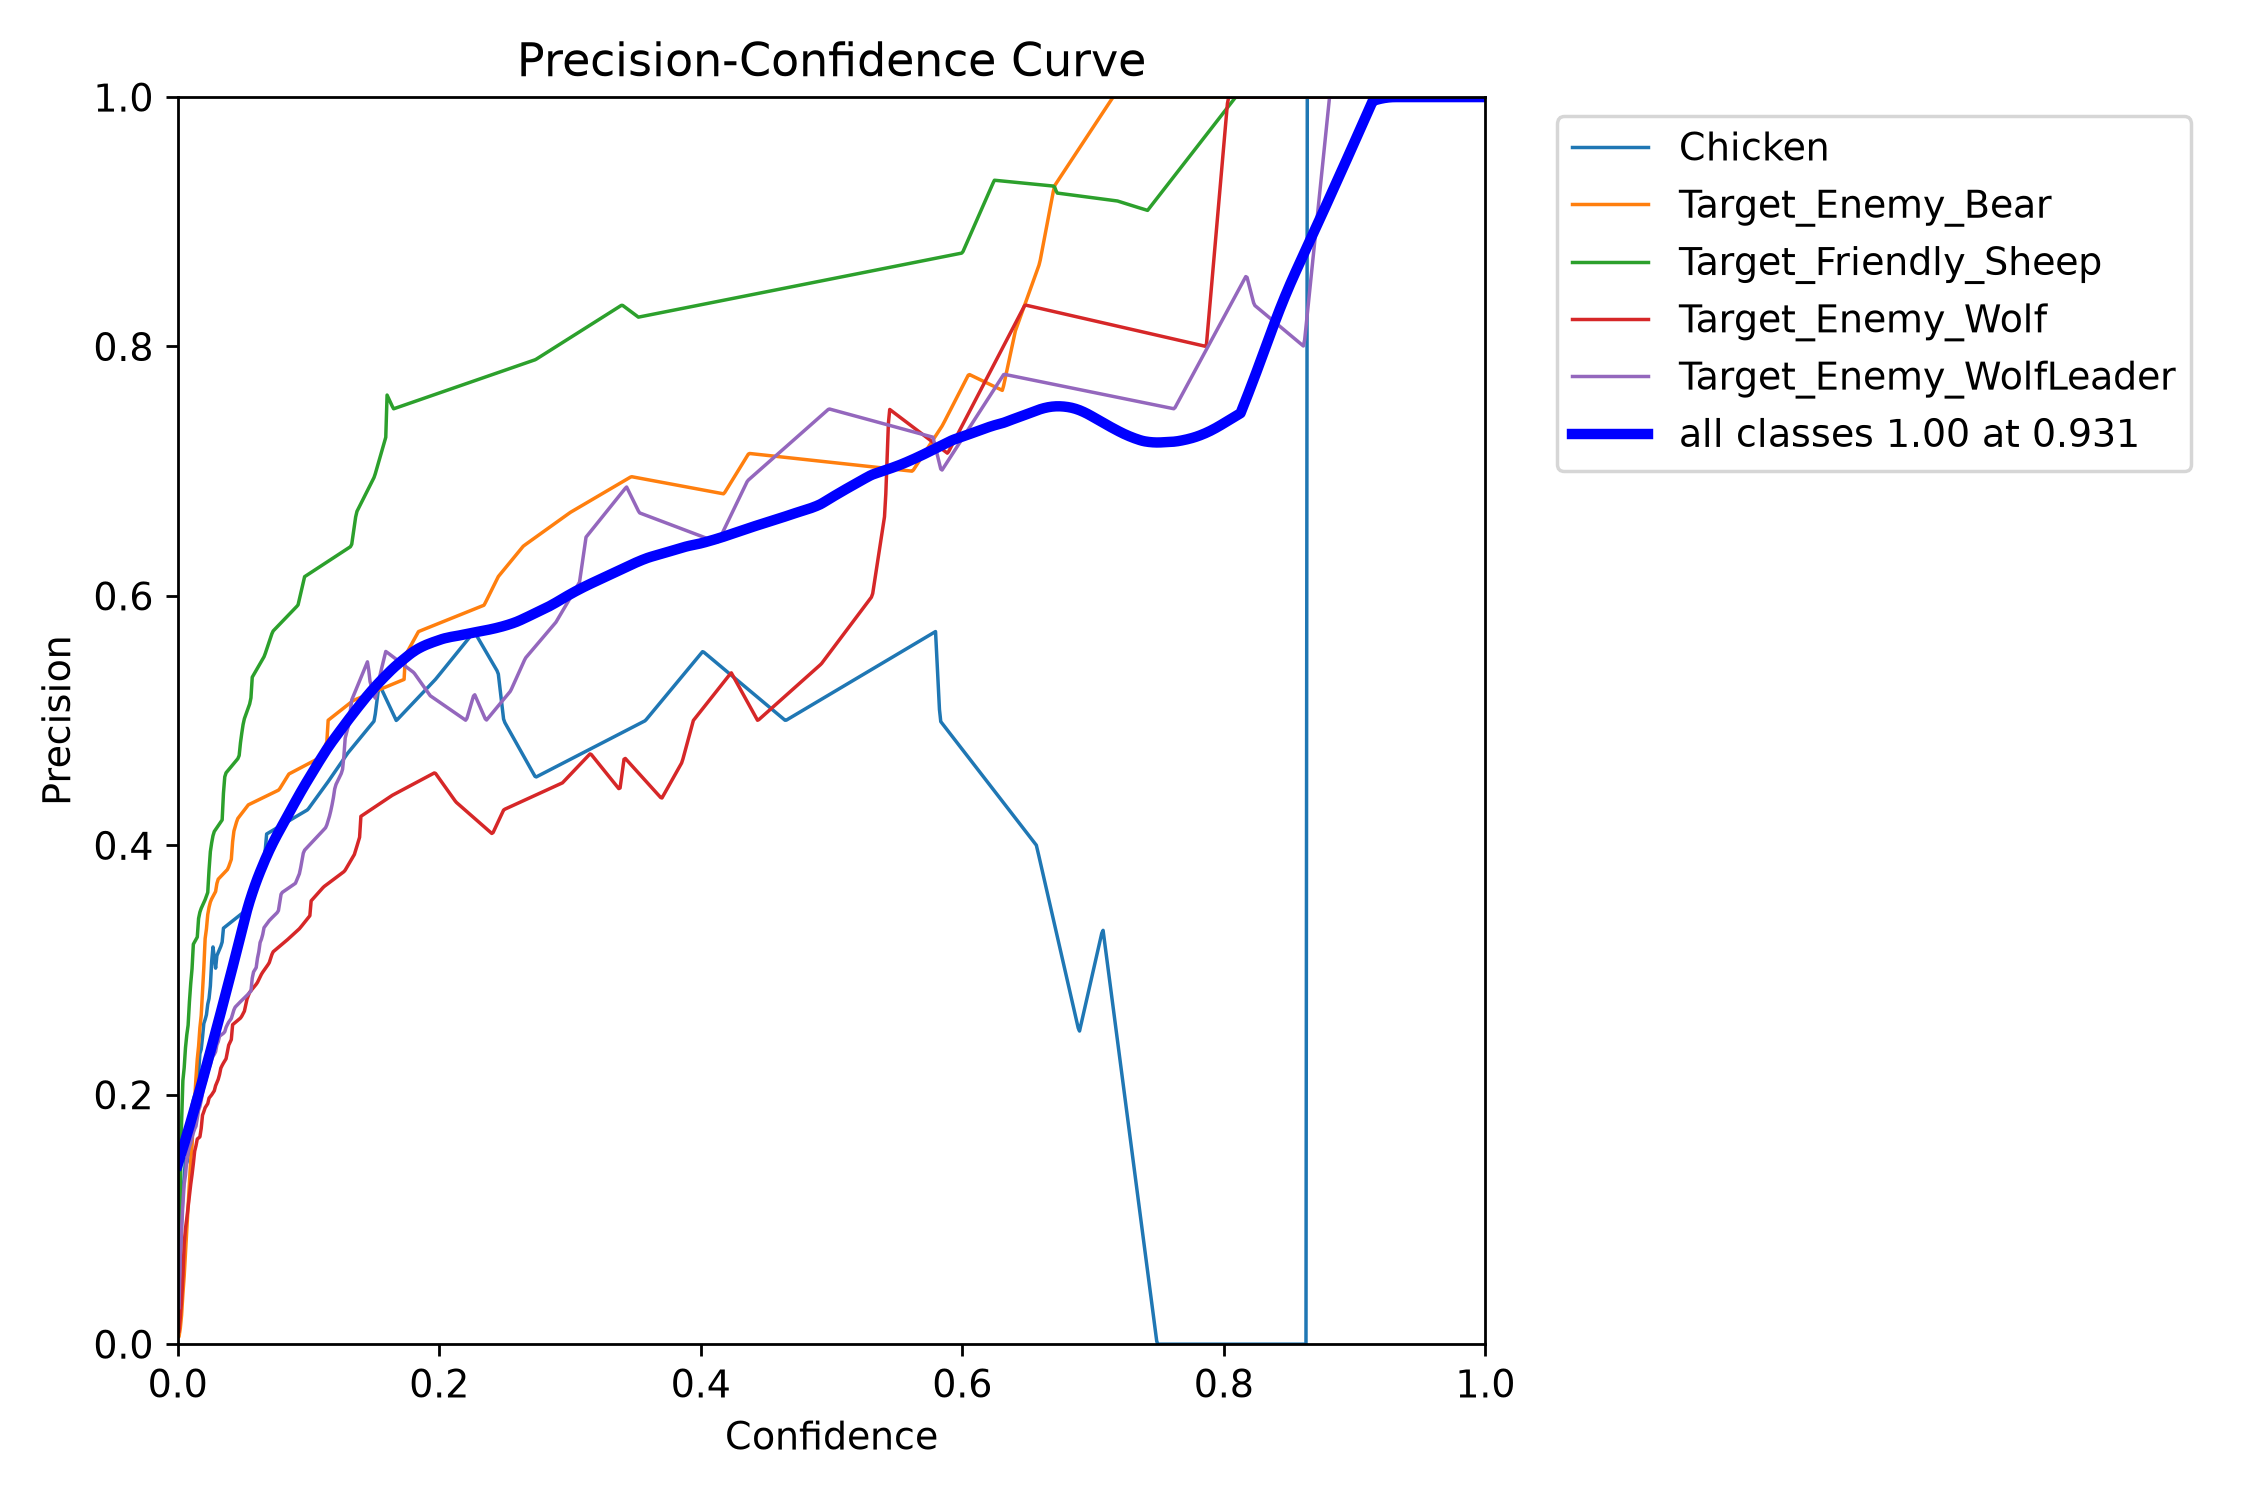 Precision-Confidence Curve
1.0
0.8
0.6
0.4
0.2
0.0
Precision
0.0 0.2 0.4 0.6 0.8 1.0
Confidence
Chicken
Target_Enemy_Bear
Target_Friendly_Sheep
Target_Enemy_Wolf
Target_Enemy_WolfLeader
all classes 1.00 at 0.931